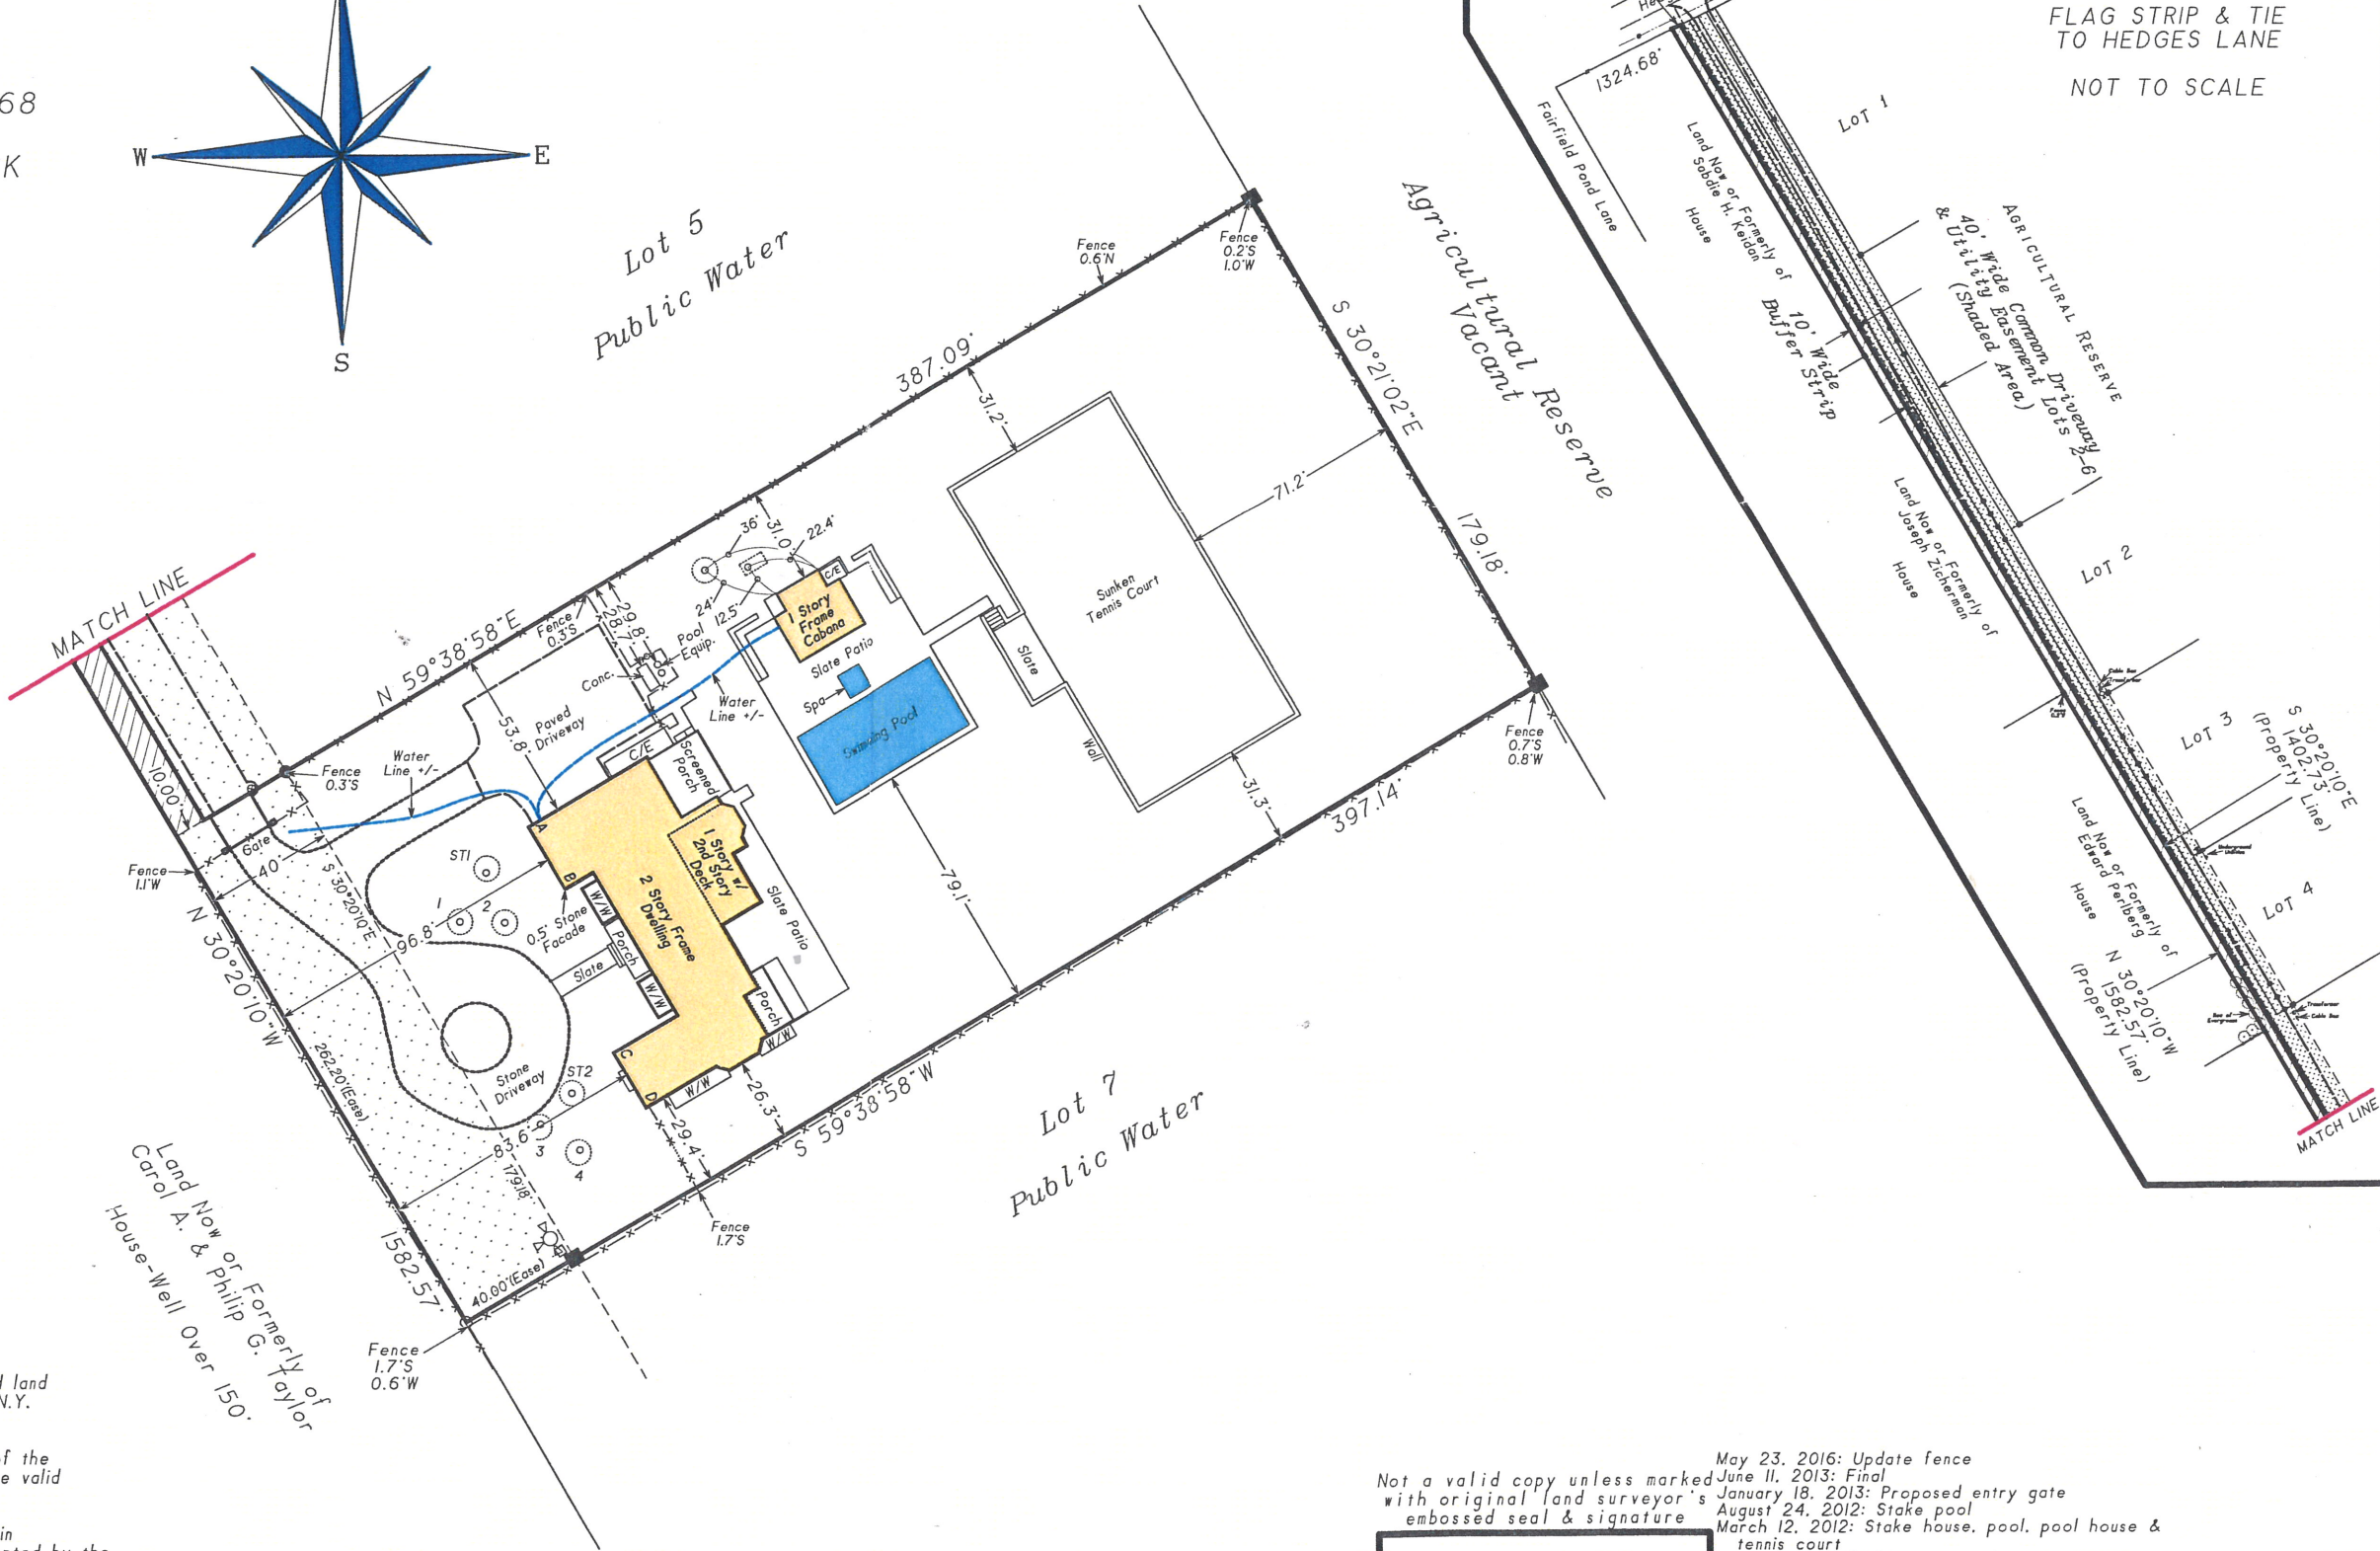 68
K
W
E
S
Lot 5
Public Water
Agricultural Reserve
Vacant
FLAG STRIP & TIE
TO HEDGES LANE
NOT TO SCALE
1324.68'
Fairfield Pond Lane
Land Now or Formerly of
Sabdie H. Keidan
House
LOT 1
AGRICULTURAL RESERVE
40' Wide Common Driveway
& Utility Easement Lots 2-6
(Shaded Area)
10' Wide
Buffer Strip
Land Now or Formerly of
Joseph Zicherman
House
LOT 2
Cable Box
Transformer
LOT 3
S 30°20'10"E
1402.73'
(Property Line)
Underground
Utilities
Land Now or Formerly of
Edward Perlberg
House
LOT 4
N 30°20'10"W
1582.57'
(Property Line)
Transformer
Cable Box
Row of
Evergreens
MATCH LINE
Fence
0.6'N
Fence
0.2'S
1.0'W
S 30°21'02"E
179.18'
387.09'
31.2'
71.2'
Sunken
Tennis Court
Slate
Wall
31.3'
397.14'
Fence
0.7'S
0.8'W
MATCH LINE
N 59°38'58"E
Fence
0.3'S
29.8'
28.7'
36'
31.0'
22.4'
24'
12.5'
C/E
1 Story
Frame
Cabana
Pool
Equip.
Conc.
Slate Patio
Spa
Swimming Pool
Water
Line +/-
53.8'
Paved
Driveway
C/E
Screened
Porch
Water
Line +/-
Fence
0.3'S
10.00'
Gate
40'
Fence
1.1'W
S 30°20'10"E
ST1
1
2
96.8'
A
B
0.5' Stone
Facade
W/W
Porch
W/W
Slate
2 Story Frame
Dwelling
1 Story w/
2nd Story
Deck
Slate Patio
79.1'
Porch
W/W
C
D
W/W
N 30°20'10"W
262.20'(Ease)
Stone
Driveway
ST2
83.6'
3
4
179.18'
29.4'
26.3'
S 59°38'58"W
Fence
1.7'S
Lot 7
Public Water
1582.57'
40.00'(Ease)
Fence
1.7'S
0.6'W
Land Now or Formerly of
Carol A. & Philip G. Taylor
House-Well Over 150'
land
N.Y.
f the
e valid
in
Not a valid copy unless marked
with original land surveyor's
embossed seal & signature
May 23. 2016: Update fence
June 11. 2013: Final
January 18. 2013: Proposed entry gate
August 24. 2012: Stake pool
March 12. 2012: Stake house. pool. pool house &
tennis court